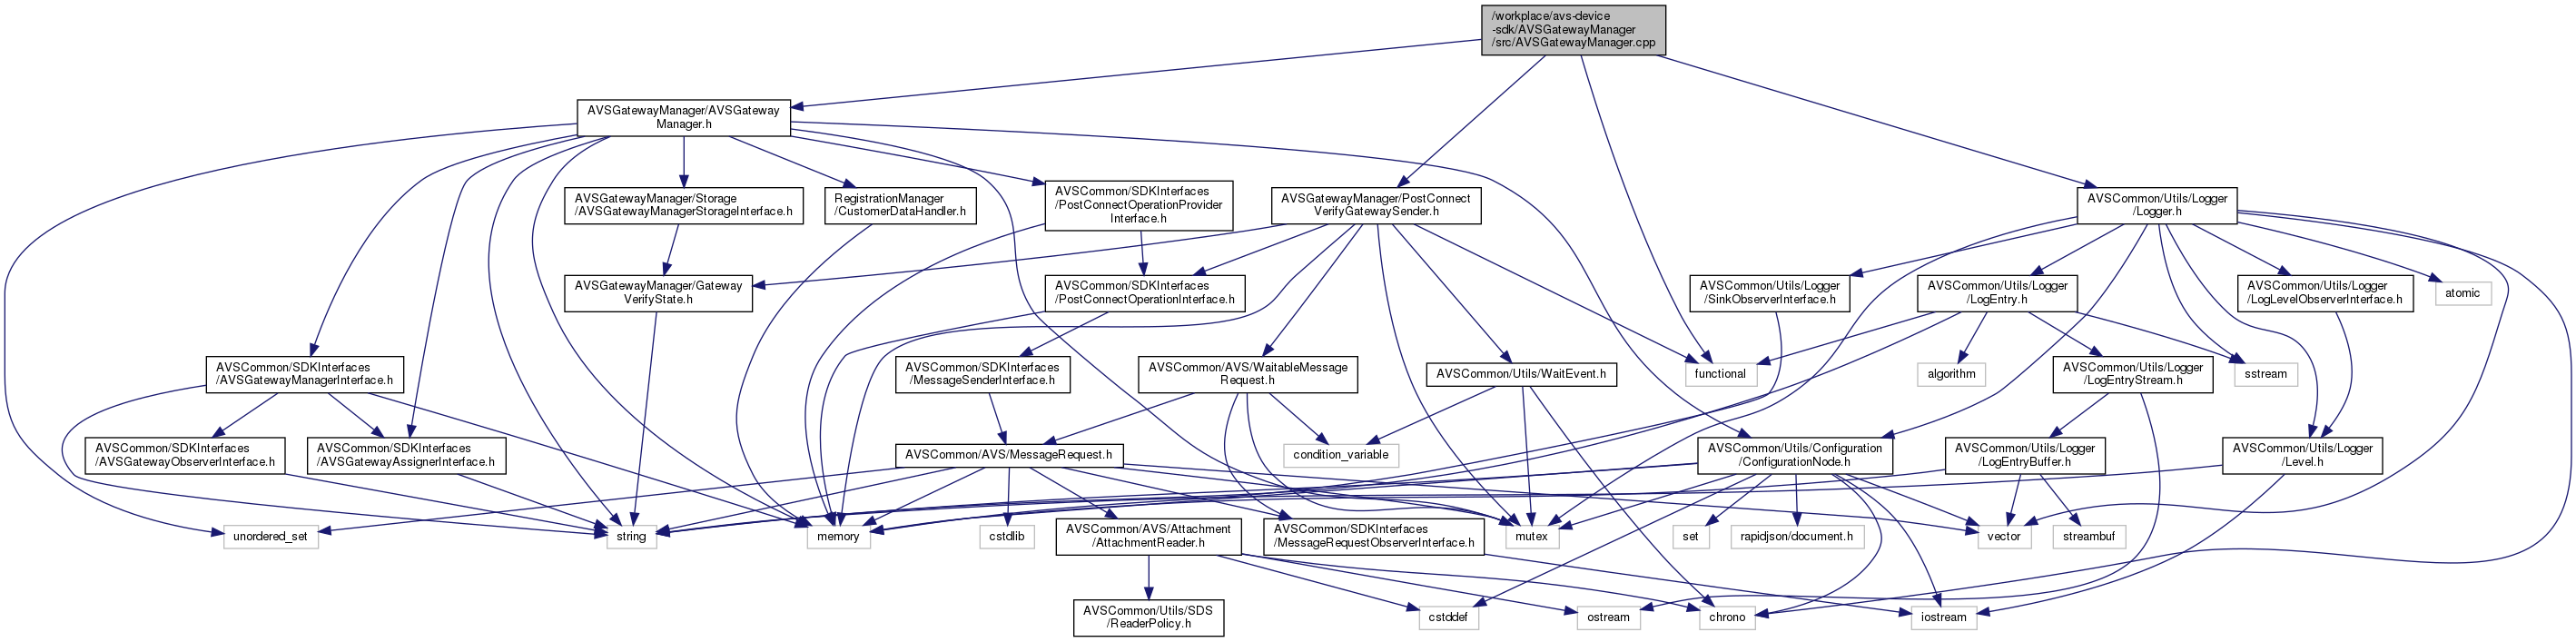 /workplace/avs-device
-sdk/AVSGatewayManager
/src/AVSGatewayManager.cpp
AVSGatewayManager/AVSGateway
Manager.h
AVSCommon/SDKInterfaces
/PostConnectOperationProvider
Interface.h
AVSGatewayManager/Storage
/AVSGatewayManagerStorageInterface.h
RegistrationManager
/CustomerDataHandler.h
AVSGatewayManager/PostConnect
VerifyGatewaySender.h
AVSCommon/Utils/Logger
/Logger.h
AVSGatewayManager/Gateway
VerifyState.h
AVSCommon/SDKInterfaces
/PostConnectOperationInterface.h
AVSCommon/Utils/Logger
/SinkObserverInterface.h
AVSCommon/Utils/Logger
/LogEntry.h
AVSCommon/Utils/Logger
/LogLevelObserverInterface.h
atomic
AVSCommon/SDKInterfaces
/AVSGatewayManagerInterface.h
AVSCommon/SDKInterfaces
/MessageSenderInterface.h
AVSCommon/AVS/WaitableMessage
Request.h
AVSCommon/Utils/WaitEvent.h
functional
algorithm
AVSCommon/Utils/Logger
/LogEntryStream.h
sstream
AVSCommon/SDKInterfaces
/AVSGatewayObserverInterface.h
AVSCommon/SDKInterfaces
/AVSGatewayAssignerInterface.h
AVSCommon/AVS/MessageRequest.h
condition_variable
AVSCommon/Utils/Configuration
/ConfigurationNode.h
AVSCommon/Utils/Logger
/LogEntryBuffer.h
AVSCommon/Utils/Logger
/Level.h
unordered_set
string
memory
cstdlib
AVSCommon/AVS/Attachment
/AttachmentReader.h
AVSCommon/SDKInterfaces
/MessageRequestObserverInterface.h
mutex
set
rapidjson/document.h
vector
streambuf
AVSCommon/Utils/SDS
/ReaderPolicy.h
cstddef
ostream
chrono
iostream